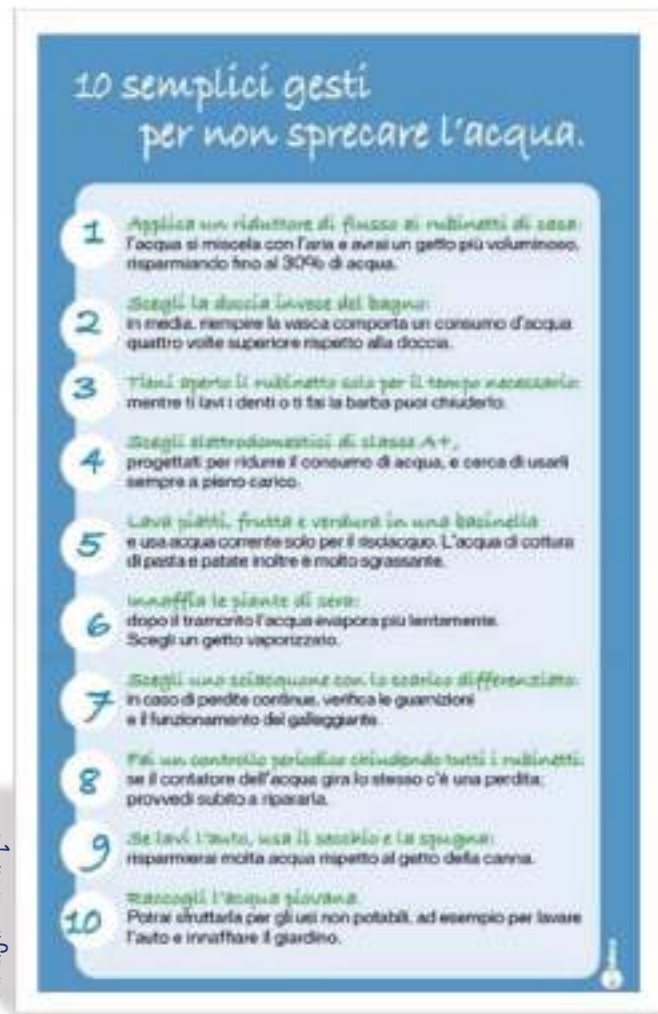 10 semplici gesti
per non sprecare l'acqua.
1
Applica un riduttore di flusso ai rubinetti di casa:
l'acqua si miscela con l'aria e avrai un getto più voluminoso,
risparmiando fino al 30% di acqua.
2
Scegli la doccia invece del bagno:
in media, riempire la vasca comporta un consumo d'acqua
quattro volte superiore rispetto alla doccia.
3
Tieni aperto il rubinetto solo per il tempo necessario:
mentre ti lavi i denti o ti fai la barba puoi chiuderlo.
4
Scegli elettrodomestici di classe A+,
progettati per ridurre il consumo di acqua, e cerca di usarli
sempre a pieno carico.
5
Lava piatti, frutta e verdura in una bacinella
e usa acqua corrente solo per il risciacquo. L'acqua di cottura
di pasta e patate inoltre è molto sgrassante.
6
Innaffia le piante di sera:
dopo il tramonto l'acqua evapora più lentamente.
Scegli un getto vaporizzato.
7
Scegli uno sciacquone con lo scarico differenziato:
in caso di perdite continue, verifica le guarnizioni
e il funzionamento del galleggiante.
8
Fai un controllo periodico chiudendo tutti i rubinetti:
se il contatore dell'acqua gira lo stesso c'è una perdita;
provvedi subito a ripararla.
9
Se lavi l'auto, usa il secchio e la spugna:
risparmierai molta acqua rispetto al getto della canna.
10
Raccogli l'acqua piovana.
Potrai sfruttarla per gli usi non potabili, ad esempio per lavare
l'auto e innaffiare il giardino.